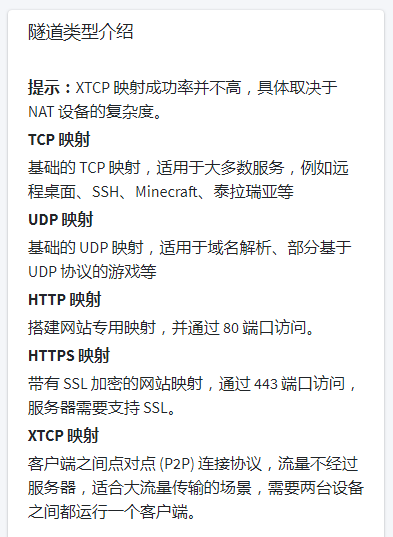 隧道类型介绍
提示：XTCP 映射成功率并不高，具体取决于
NAT 设备的复杂度。
TCP 映射
基础的 TCP 映射，适用于大多数服务，例如远
程桌面、SSH、Minecraft、泰拉瑞亚等
UDP 映射
基础的 UDP 映射，适用于域名解析、部分基于
UDP 协议的游戏等
HTTP 映射
搭建网站专用映射，并通过 80 端口访问。
HTTPS 映射
带有 SSL 加密的网站映射，通过 443 端口访问，
服务器需要支持 SSL。
XTCP 映射
客户端之间点对点 (P2P) 连接协议，流量不经过
服务器，适合大流量传输的场景，需要两台设备
之间都运行一个客户端。